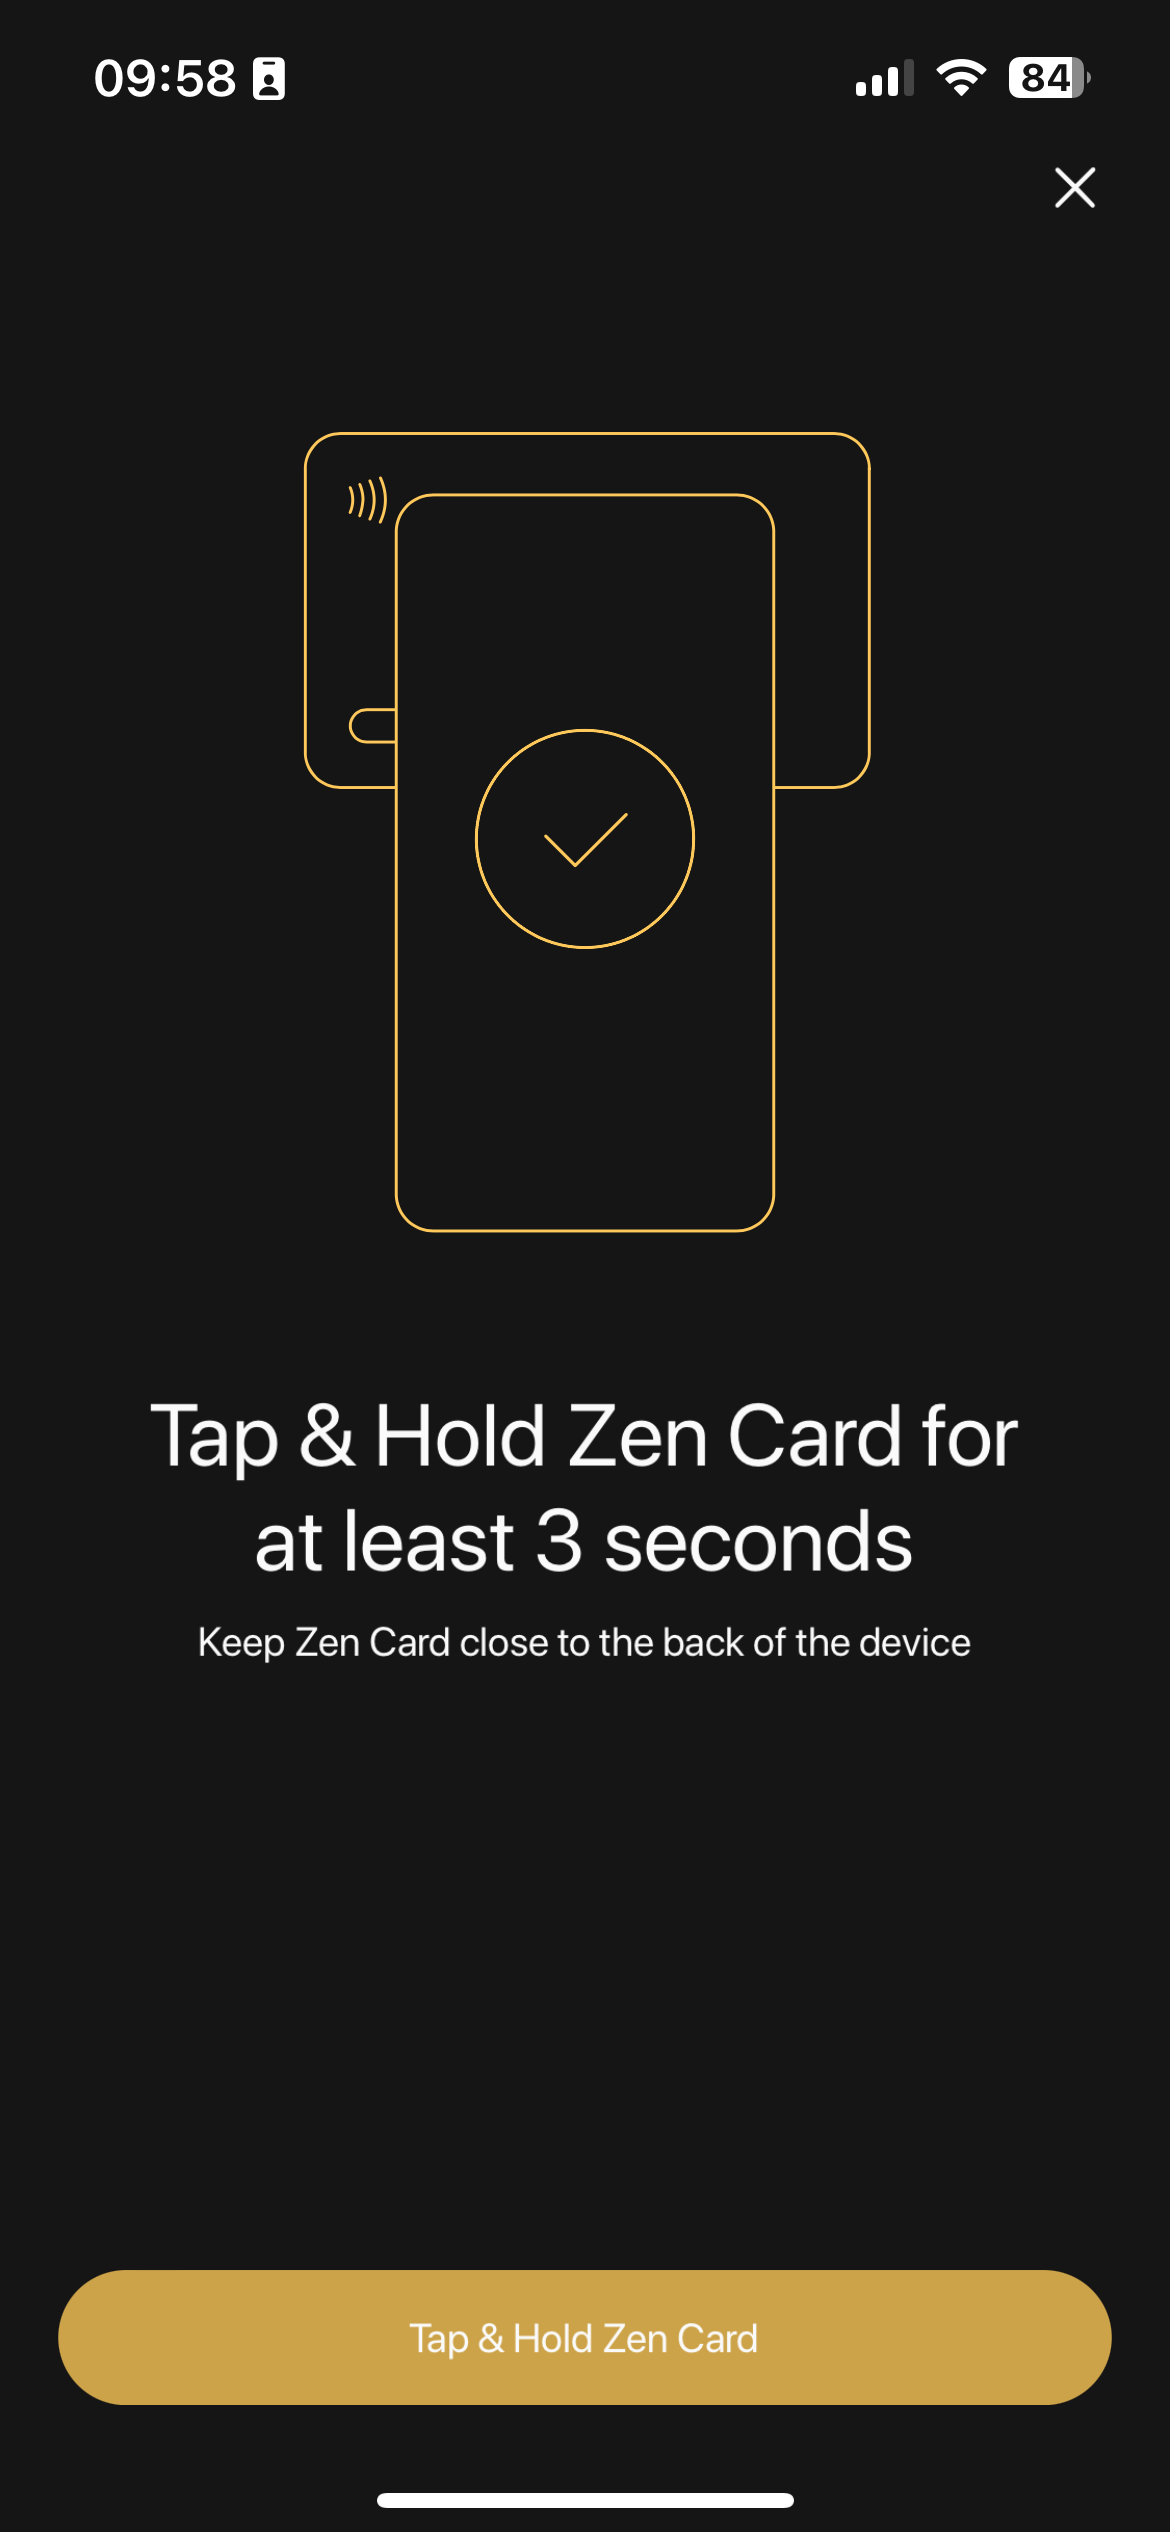 09:58
84
Tap & Hold Zen Card for
at least 3 seconds
Keep Zen Card close to the back of the device
Tap & Hold Zen Card